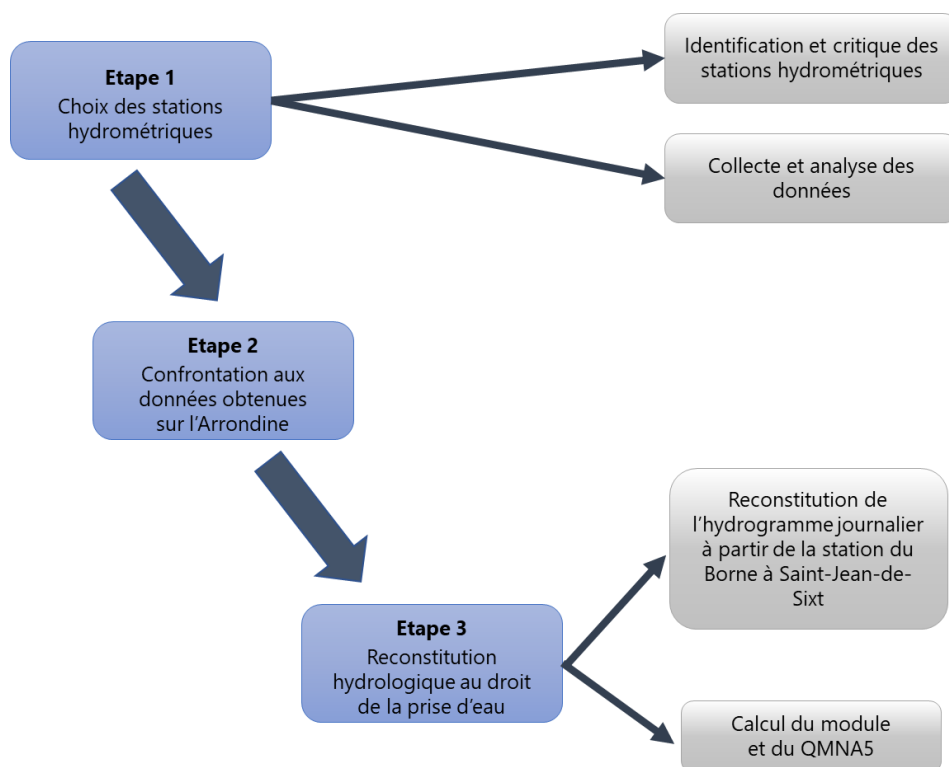 Etape 1
Choix des stations
hydrométriques
Identification et critique des
stations hydrométriques
Collecte et analyse des
données
Etape 2
Confrontation aux
données obtenues
sur l'Arrondine
Etape 3
Reconstitution
hydrologique au droit
de la prise d'eau
Reconstitution de
l'hydrogramme journalier
à partir de la station du
Borne à Saint-Jean-de-
Sixt
Calcul du module
et du QMNA5